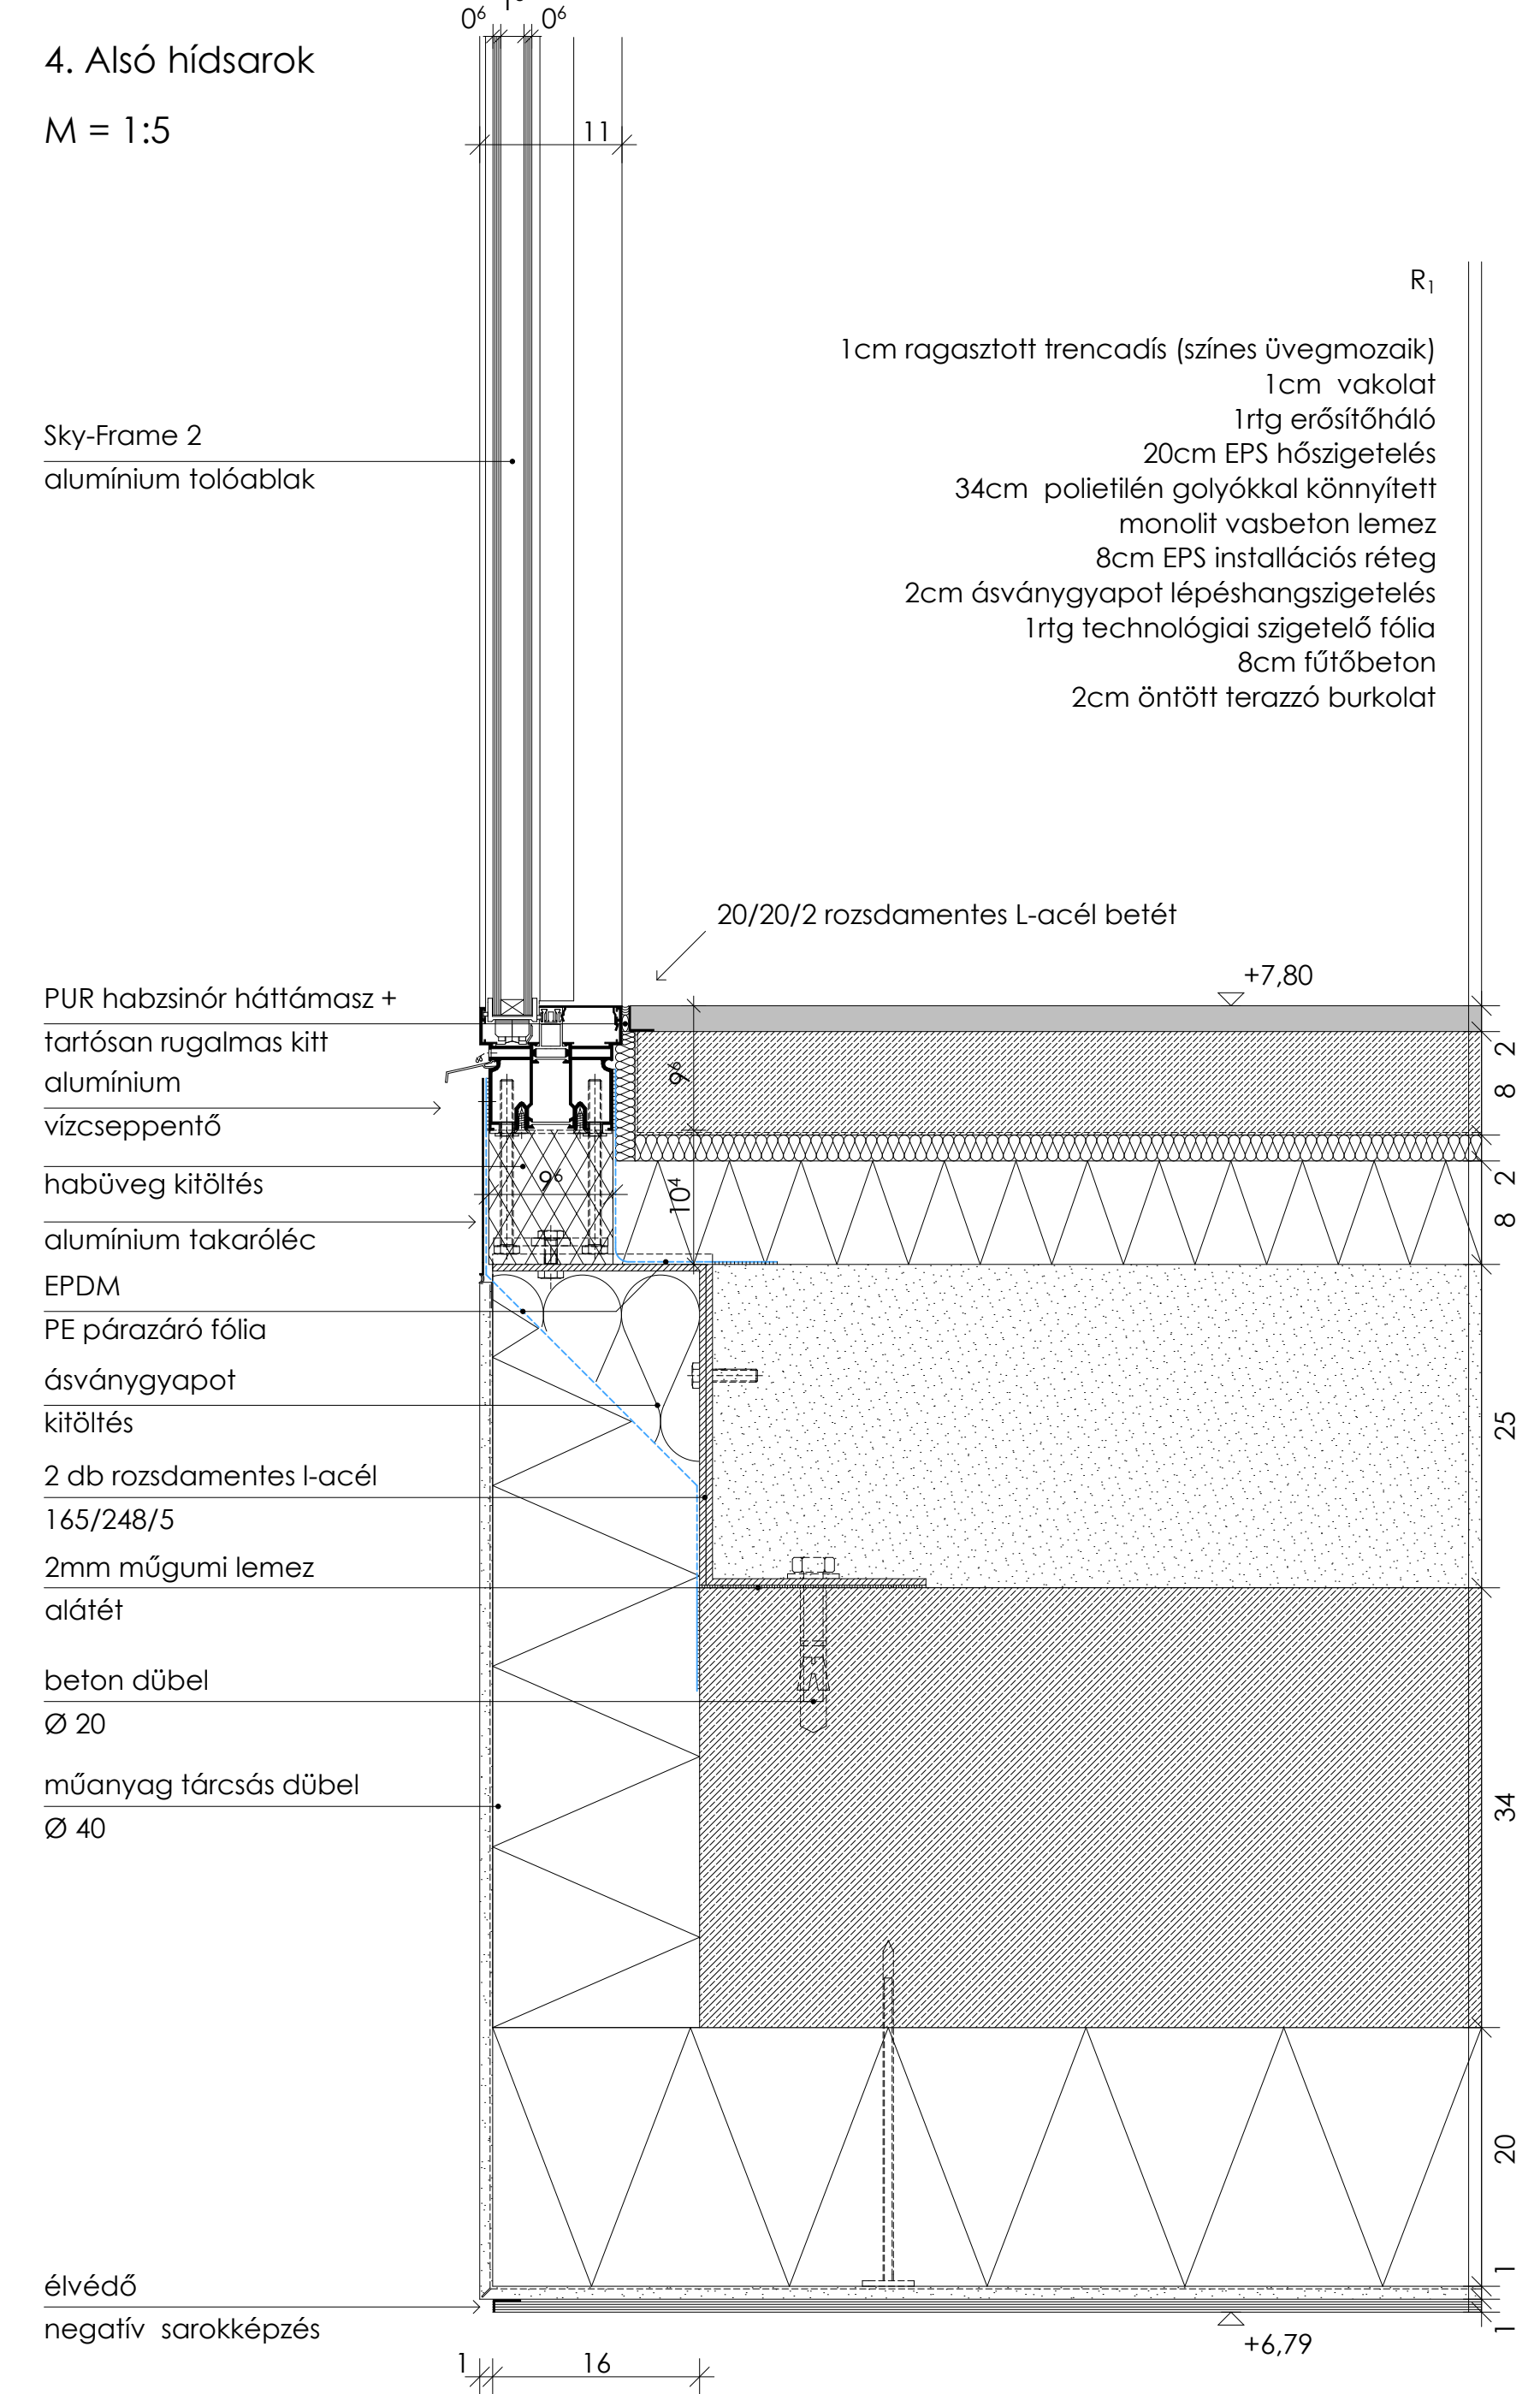 0⁶ 0⁶
4. Alsó hídsarok
M = 1:5
11
R₁
1cm ragasztott trencadís (színes üvegmozaik)
1cm vakolat
1rtg erősítőháló
20cm EPS hőszigetelés
34cm polietilén golyókkal könnyített
monolit vasbeton lemez
8cm EPS installációs réteg
2cm ásványgyapot lépéshangszigetelés
1rtg technológiai szigetelő fólia
8cm fűtőbeton
2cm öntött terazzó burkolat
Sky-Frame 2
alumínium tolóablak
20/20/2 rozsdamentes L-acél betét
+7,80
PUR habzsinór háttámasz +
tartósan rugalmas kitt
alumínium
vízcseppentő
habüveg kitöltés
alumínium takaróléc
EPDM
PE párazáró fólia
ásványgyapot
kitöltés
2 db rozsdamentes l-acél
165/248/5
2mm műgumi lemez
alátét
beton dübel
Ø 20
műanyag tárcsás dübel
Ø 40
élvédő
negatív sarokképzés
9⁶
9⁶
10⁴
2
8
2
8
25
34
20
1
1
+6,79
1
16